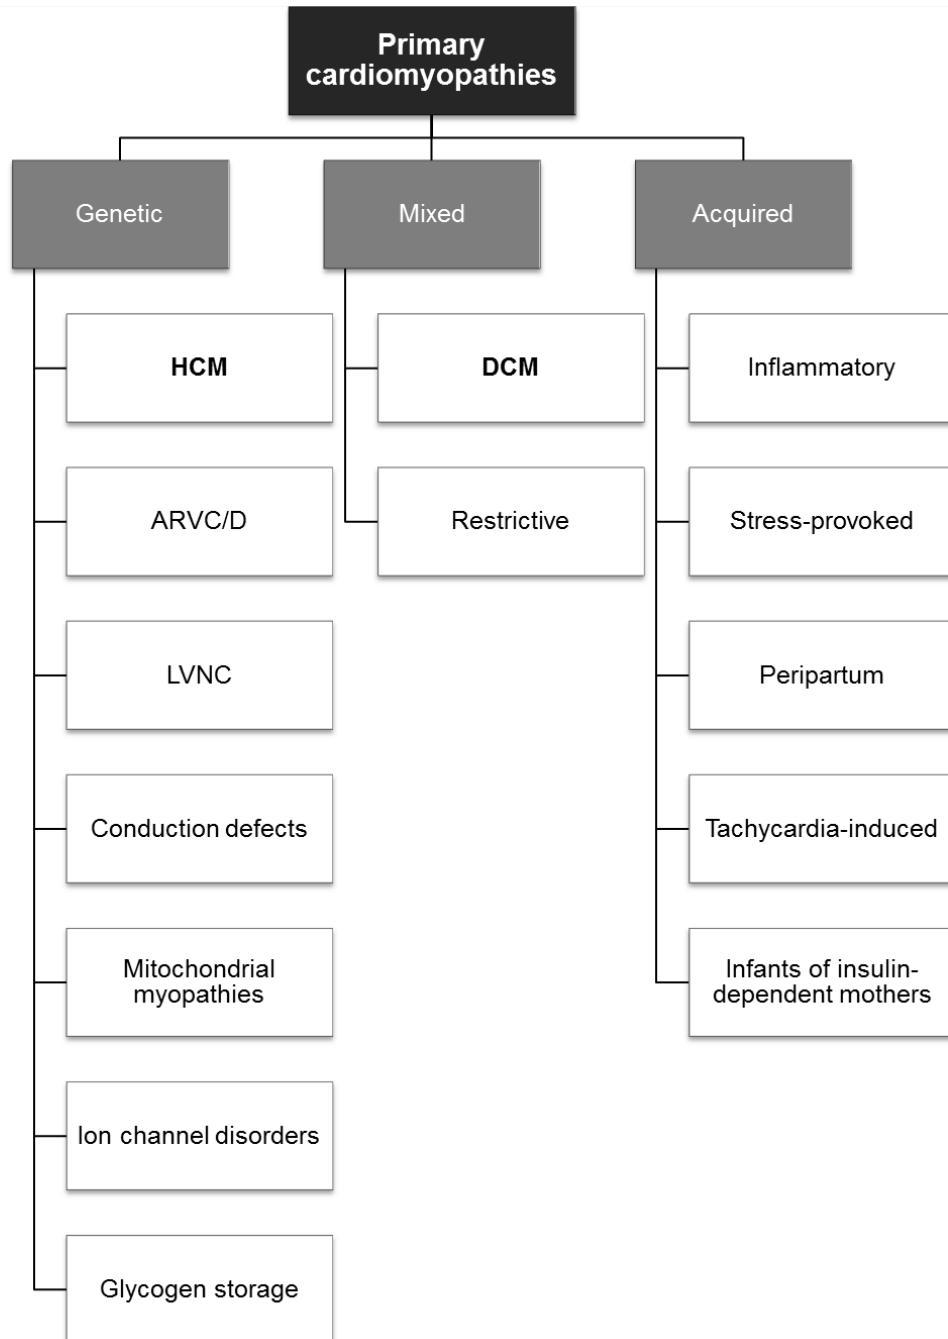 Primary
cardiomyopathies
Genetic
Mixed
Acquired
HCM
DCM
Inflammatory
ARVC/D
Restrictive
Stress-provoked
LVNC
Peripartum
Conduction defects
Tachycardia-induced
Mitochondrial
myopathies
Infants of insulin-
dependent mothers
Ion channel disorders
Glycogen storage